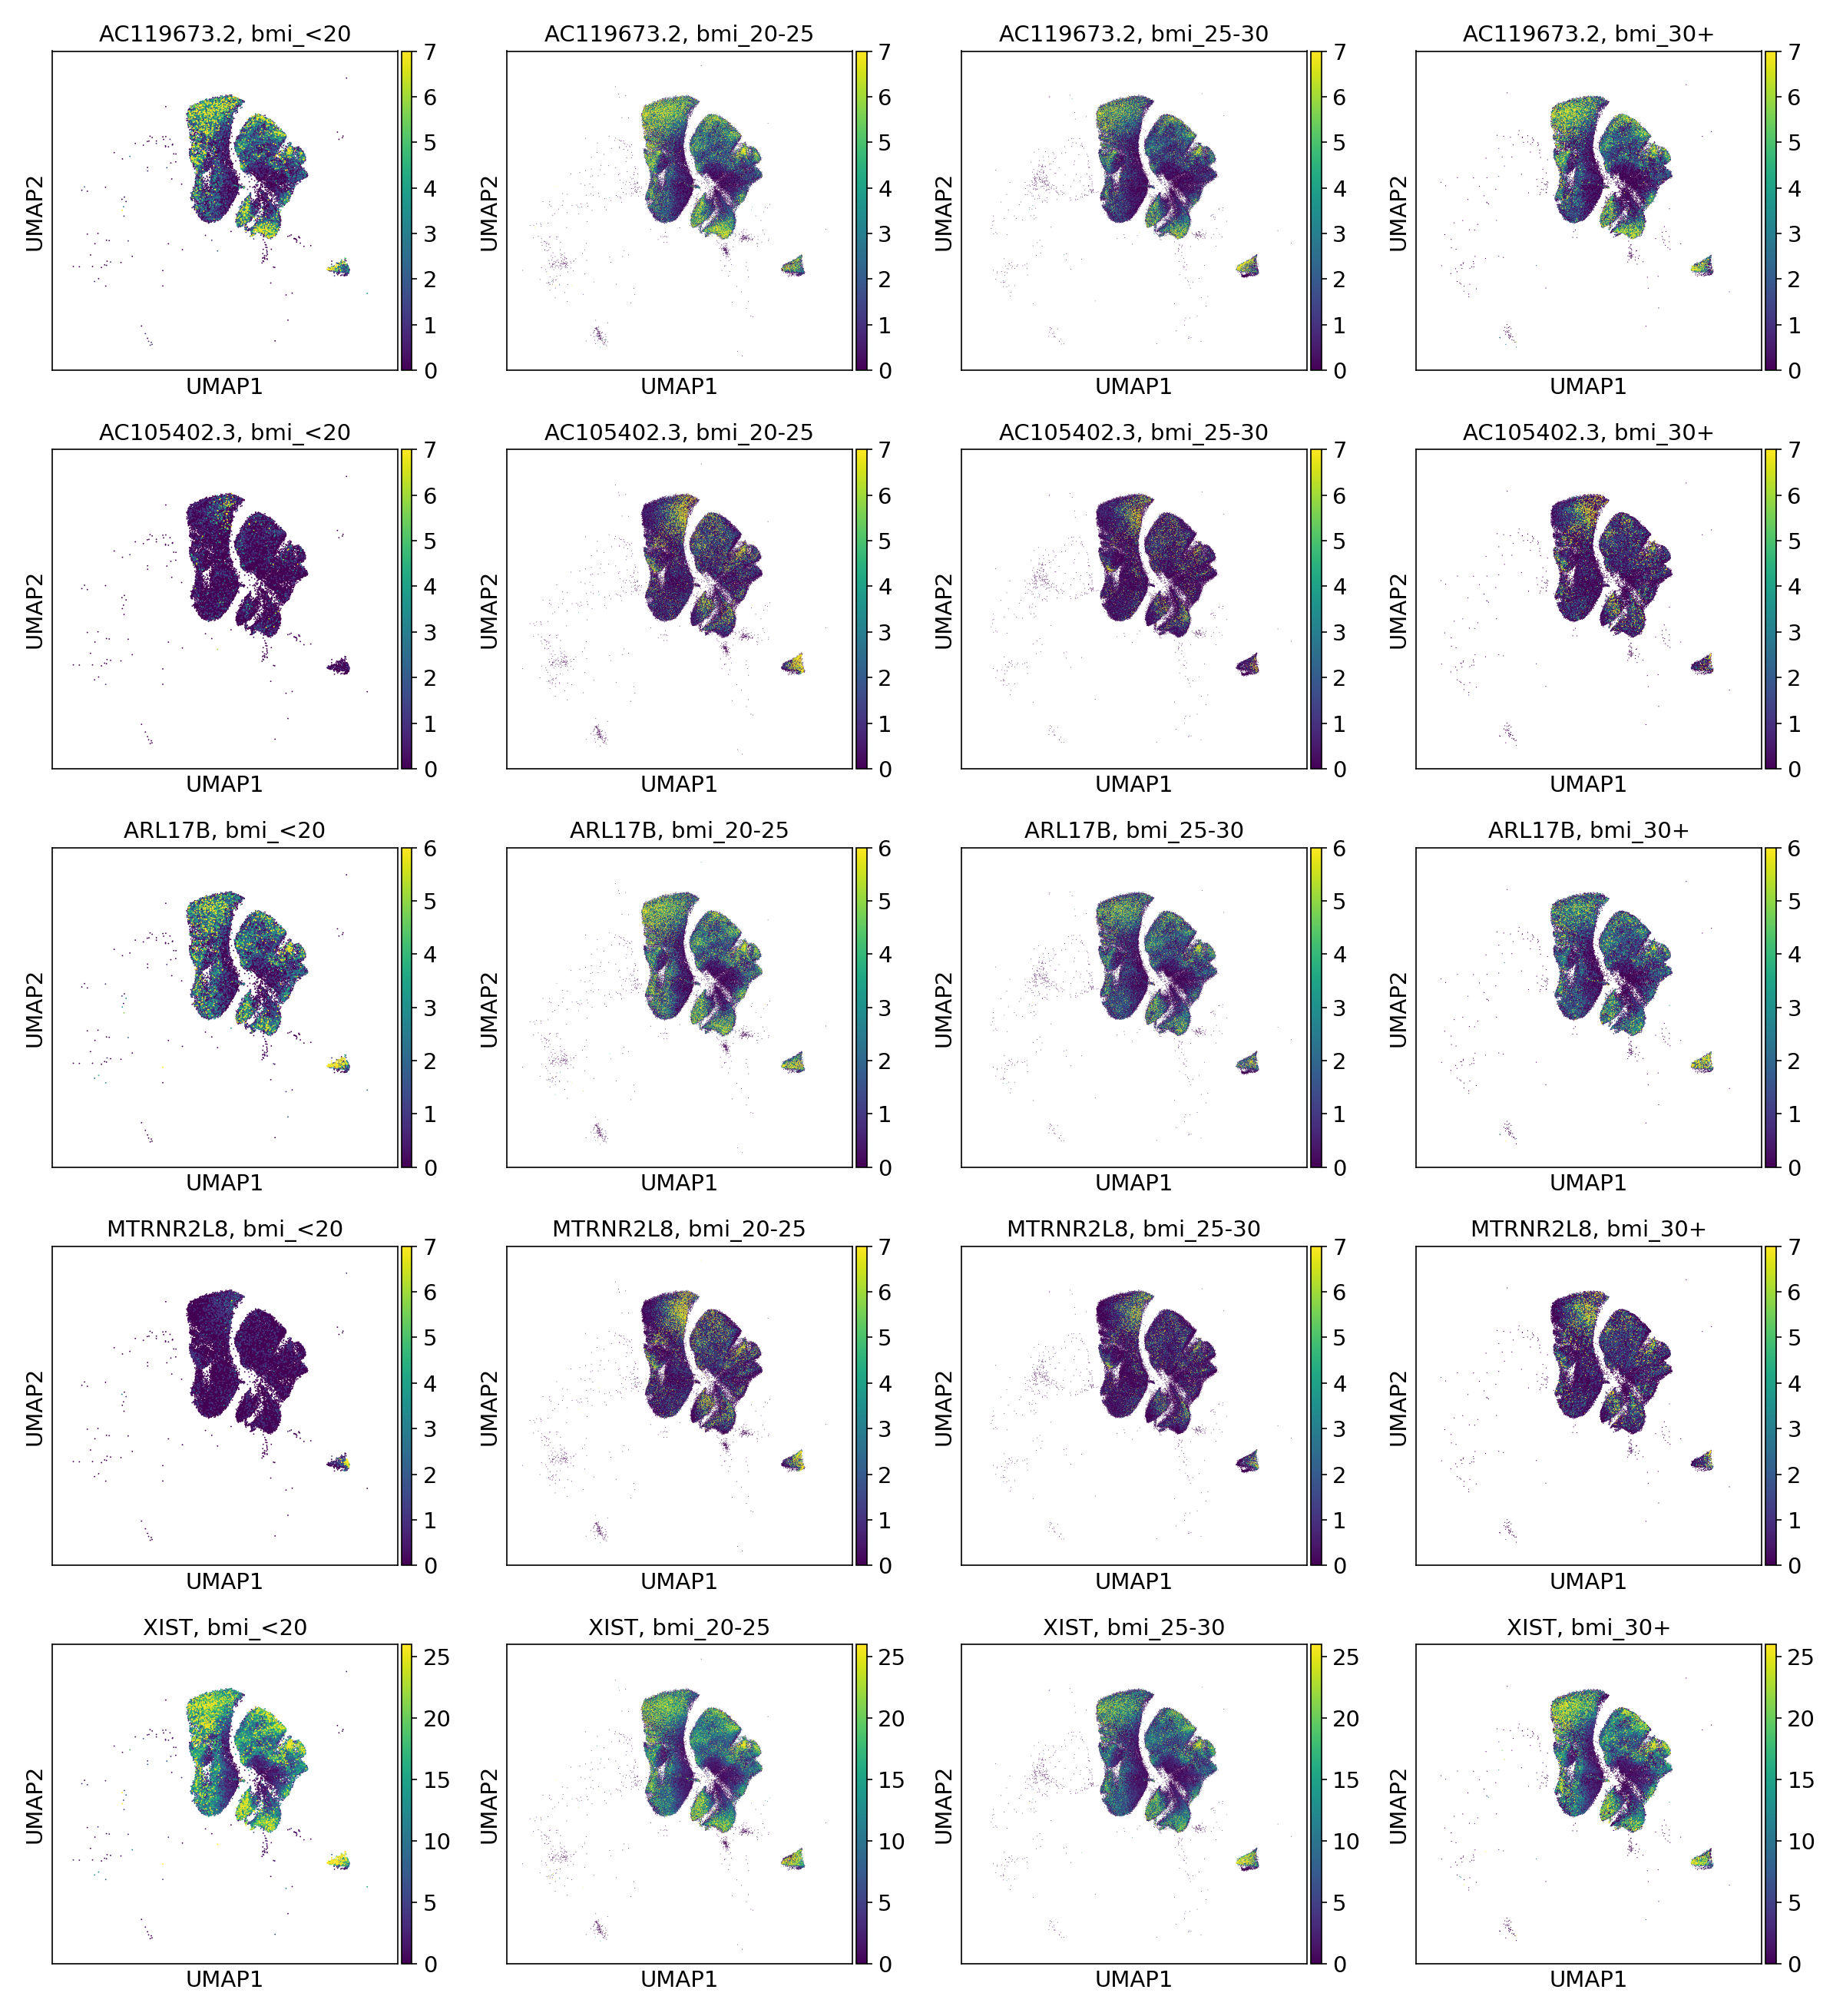 AC119673.2, bmi_<20 AC119673.2, bmi_20-25 AC119673.2, bmi_25-30 AC119673.2, bmi_30+
7 7 7 7
6 6 6 6
5 5 5 5
4 4 4 4
3 3 3 3
2 2 2 2
1 1 1 1
0 0 0 0
UMAP2 UMAP2 UMAP2 UMAP2
UMAP1 UMAP1 UMAP1 UMAP1
AC105402.3, bmi_<20 AC105402.3, bmi_20-25 AC105402.3, bmi_25-30 AC105402.3, bmi_30+
7 7 7 7
6 6 6 6
5 5 5 5
4 4 4 4
3 3 3 3
2 2 2 2
1 1 1 1
0 0 0 0
UMAP2 UMAP2 UMAP2 UMAP2
UMAP1 UMAP1 UMAP1 UMAP1
ARL17B, bmi_<20 ARL17B, bmi_20-25 ARL17B, bmi_25-30 ARL17B, bmi_30+
6 6 6 6
5 5 5 5
4 4 4 4
3 3 3 3
2 2 2 2
1 1 1 1
0 0 0 0
UMAP2 UMAP2 UMAP2 UMAP2
UMAP1 UMAP1 UMAP1 UMAP1
MTRNR2L8, bmi_<20 MTRNR2L8, bmi_20-25 MTRNR2L8, bmi_25-30 MTRNR2L8, bmi_30+
7 7 7 7
6 6 6 6
5 5 5 5
4 4 4 4
3 3 3 3
2 2 2 2
1 1 1 1
0 0 0 0
UMAP2 UMAP2 UMAP2 UMAP2
UMAP1 UMAP1 UMAP1 UMAP1
XIST, bmi_<20 XIST, bmi_20-25 XIST, bmi_25-30 XIST, bmi_30+
25 25 25 25
20 20 20 20
15 15 15 15
10 10 10 10
5 5 5 5
0 0 0 0
UMAP2 UMAP2 UMAP2 UMAP2
UMAP1 UMAP1 UMAP1 UMAP1